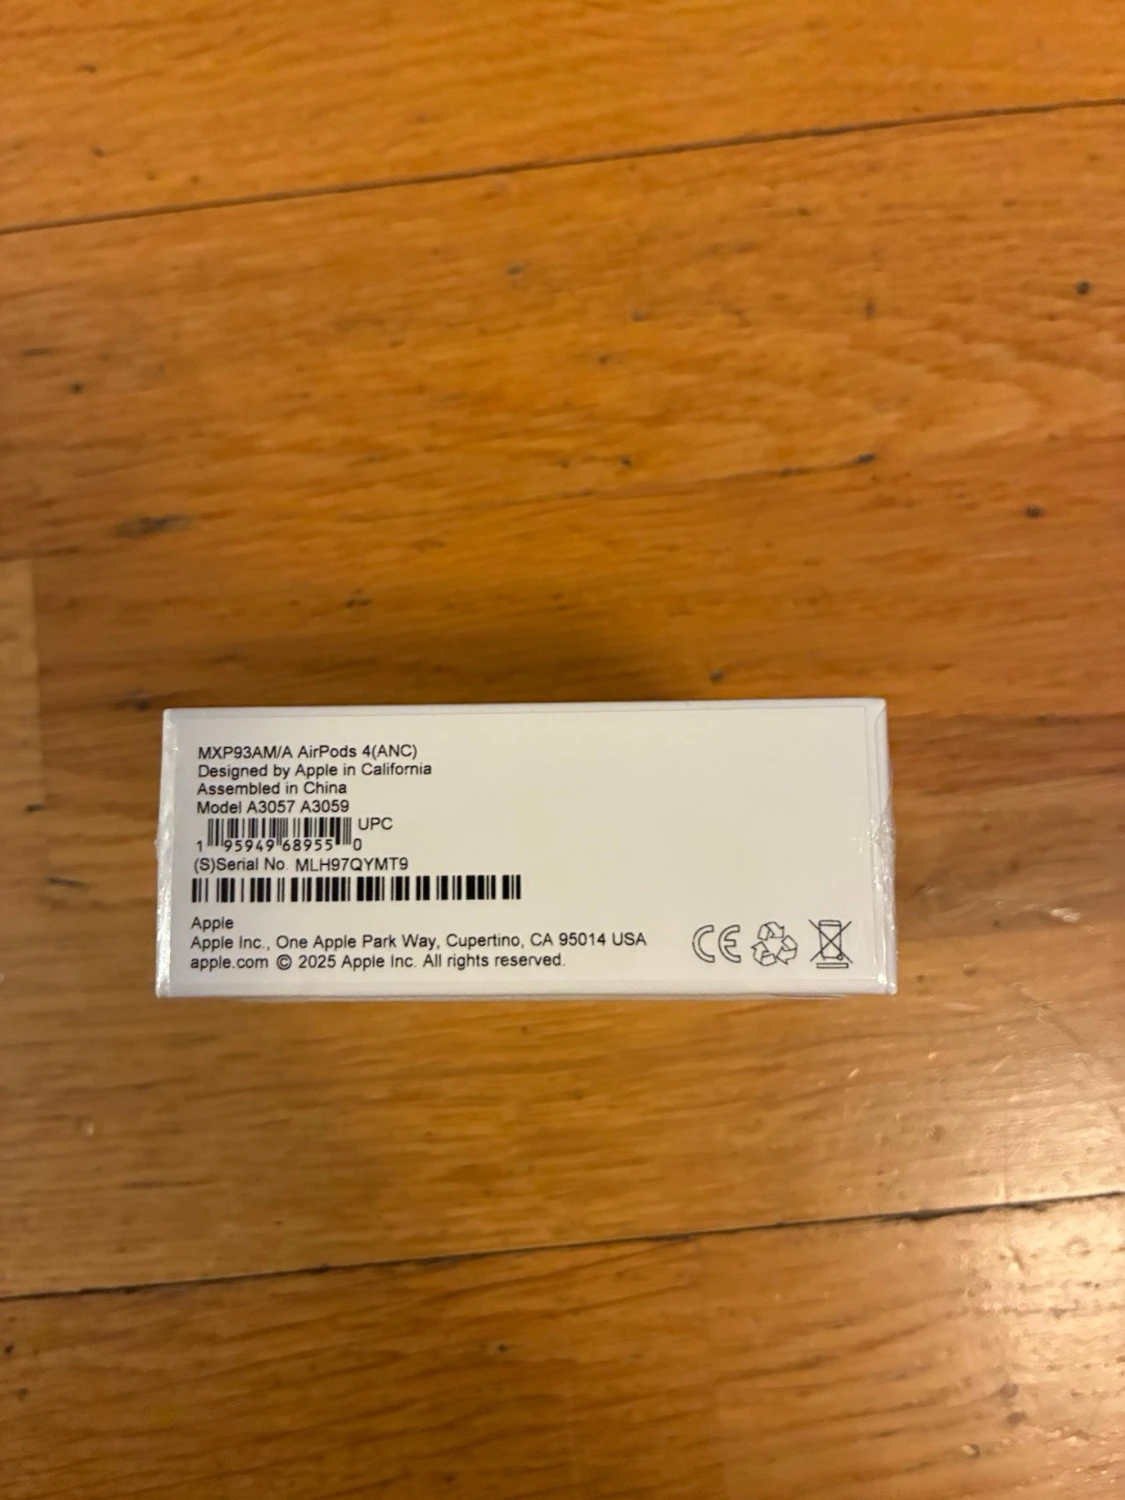 MXP93AM/A AirPods 4(ANC)
Designed by Apple in California
Assembled in China
Model A3057 A3059
UPC
1 95949 68955 0
(S)Serial No. MLH97QYMT9
Apple
Apple Inc., One Apple Park Way, Cupertino, CA 95014 USA
apple.com © 2025 Apple Inc. All rights reserved.
CE